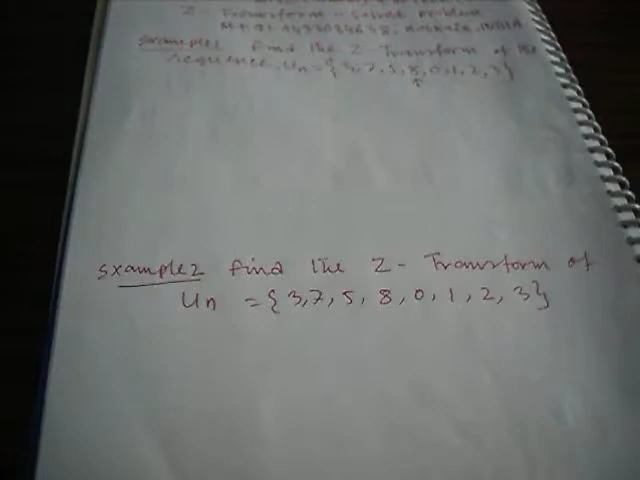 Z - Transform - solved problem
Example1 Find the Z-Transform of the
sequence. Un = {3, 7, 5, 8, 0, 1, 2, 3}
↑
Example2 Find the Z - Transform of
Un = {3, 7, 5, 8, 0, 1, 2, 3}